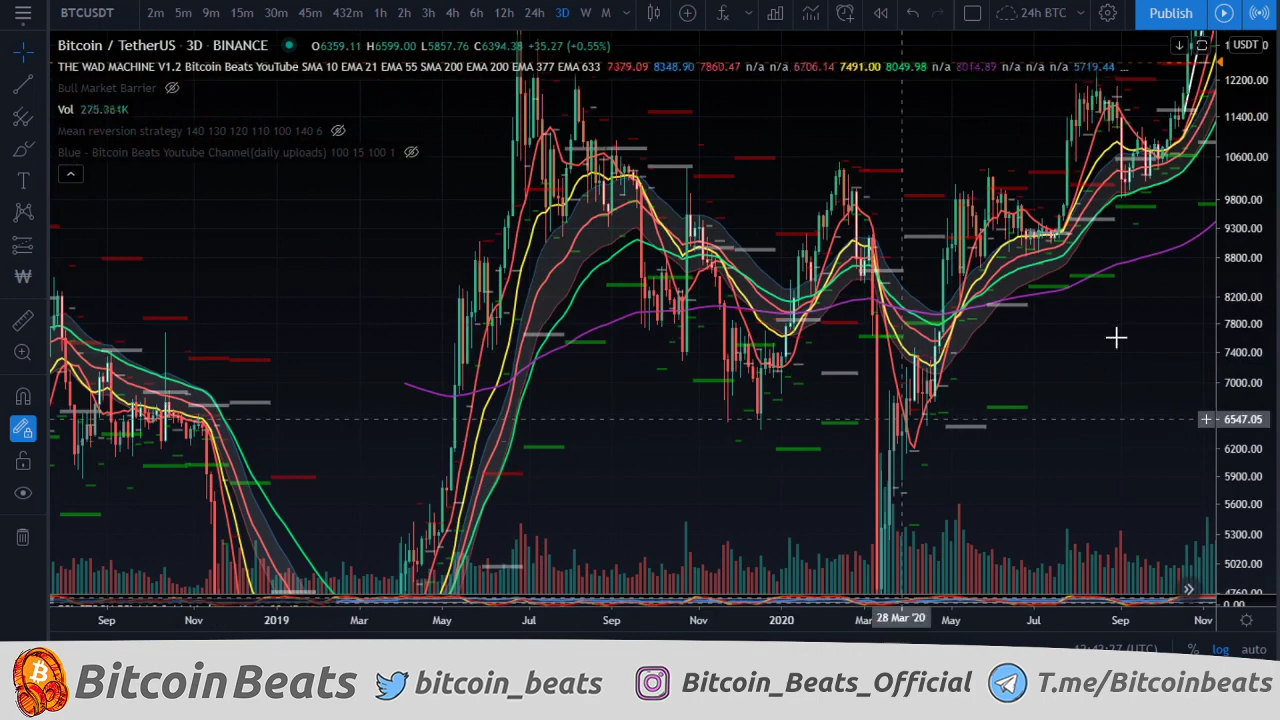 BTCUSDT 2m 5m 9m 15m 30m 45m 432m 1h 2h 3h 4h 6h 12h 24h 3D W M 24h BTC Publish
Bitcoin / TetherUS · 3D · BINANCE O6359.11 H6599.00 L5857.76 C6394.38 +35.27 (+0.55%)
USDT
THE WAD MACHINE V1.2 Bitcoin Beats YouTube SMA 10 EMA 21 EMA 55 SMA 200 EMA 200 EMA 377 EMA 633 7379.09 8348.90 7860.47 n/a n/a 6706.14 7491.00 8049.98 n/a 8014.89 n/a n/a n/a 5719.44 ...
Bull Market Barrier
Vol 275.384K
Mean reversion strategy 140 130 120 110 100 140 6
Blue - Bitcoin Beats Youtube Channel(daily uploads) 100 15 100 1
12200.00
11400.00
10600.00
9800.00
9300.00
8800.00
8200.00
7800.00
7400.00
7000.00
6547.05
6200.00
5900.00
5600.00
5300.00
5020.00
4760.00
0.00
Sep Nov 2019 Mar May Jul Sep Nov 2020 Mar 28 Mar '20 May Jul Sep Nov
(UTC) % log auto
BitcoinBeats bitcoin_beats Bitcoin_Beats_Official T.me/Bitcoinbeats